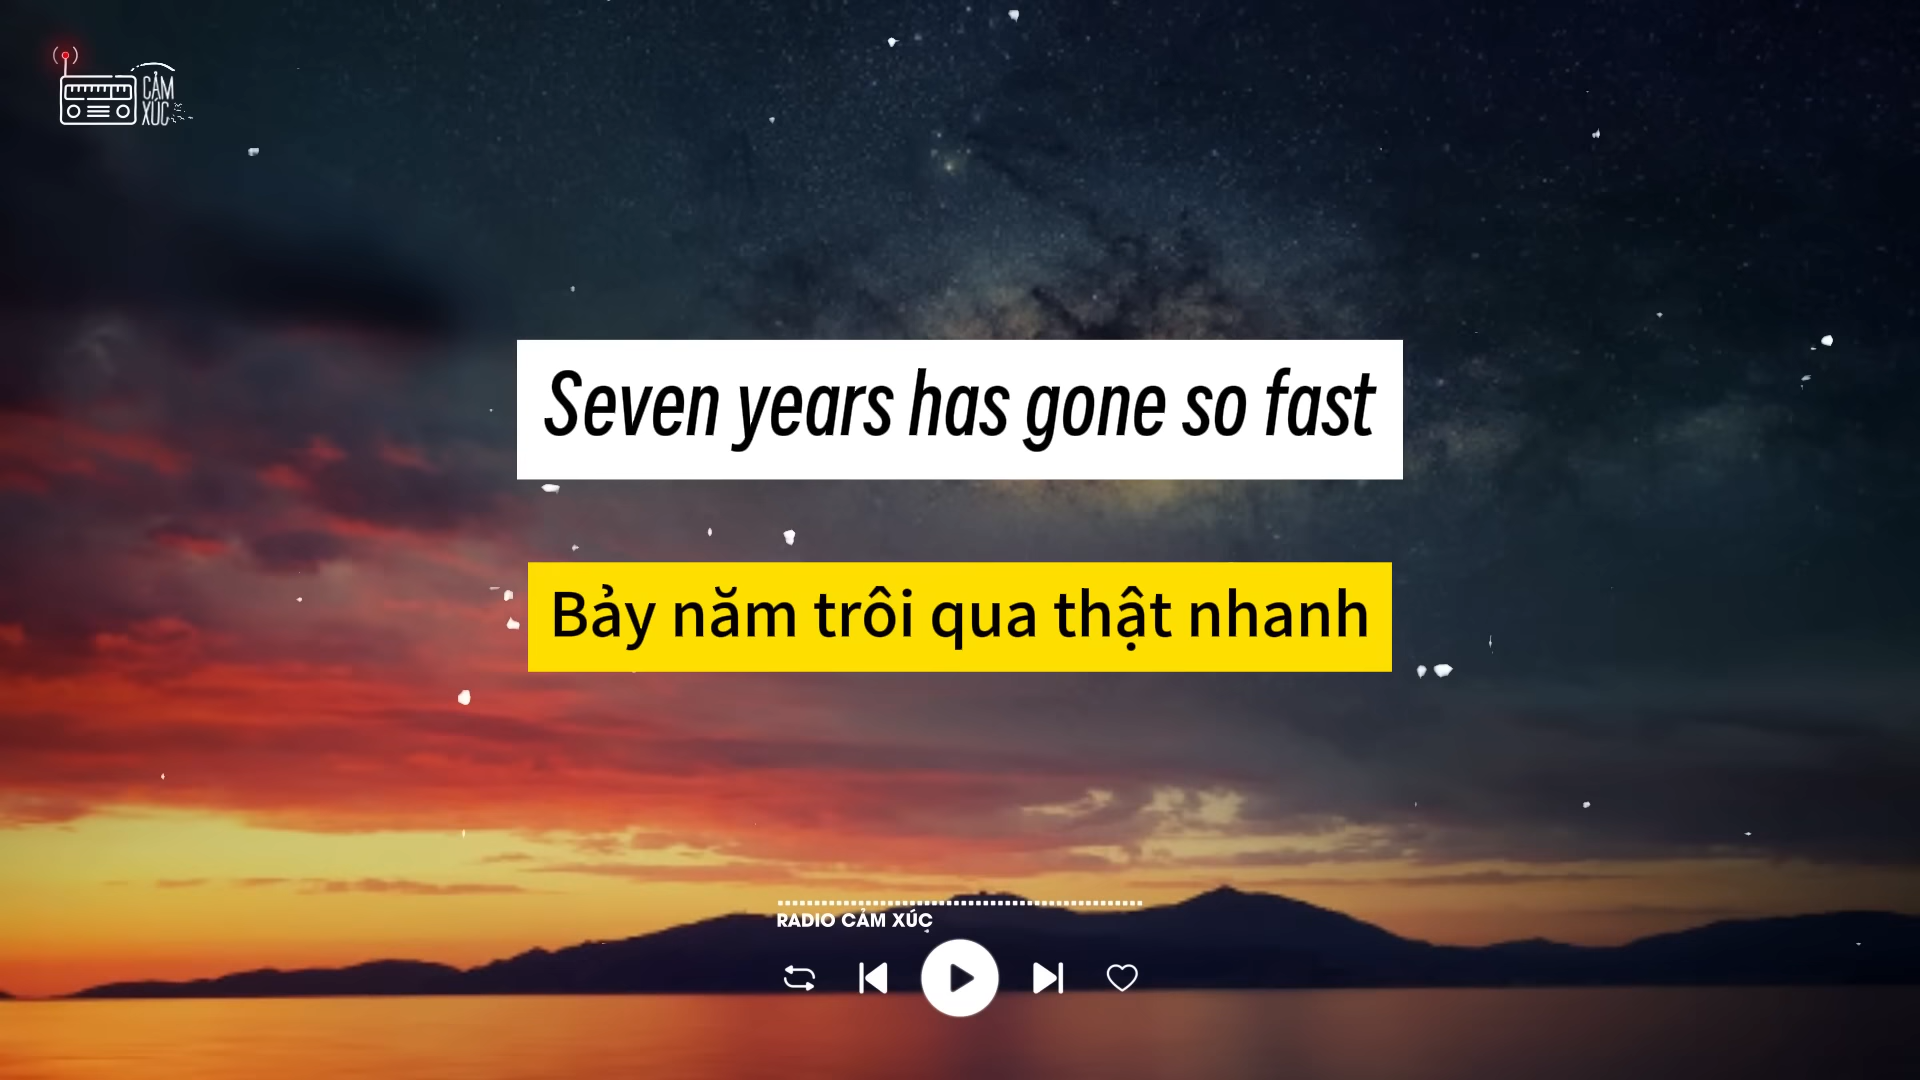 CẢM
XÚC
Seven years has gone so fast
Bảy năm trôi qua thật nhanh
RADIO CẢM XÚC